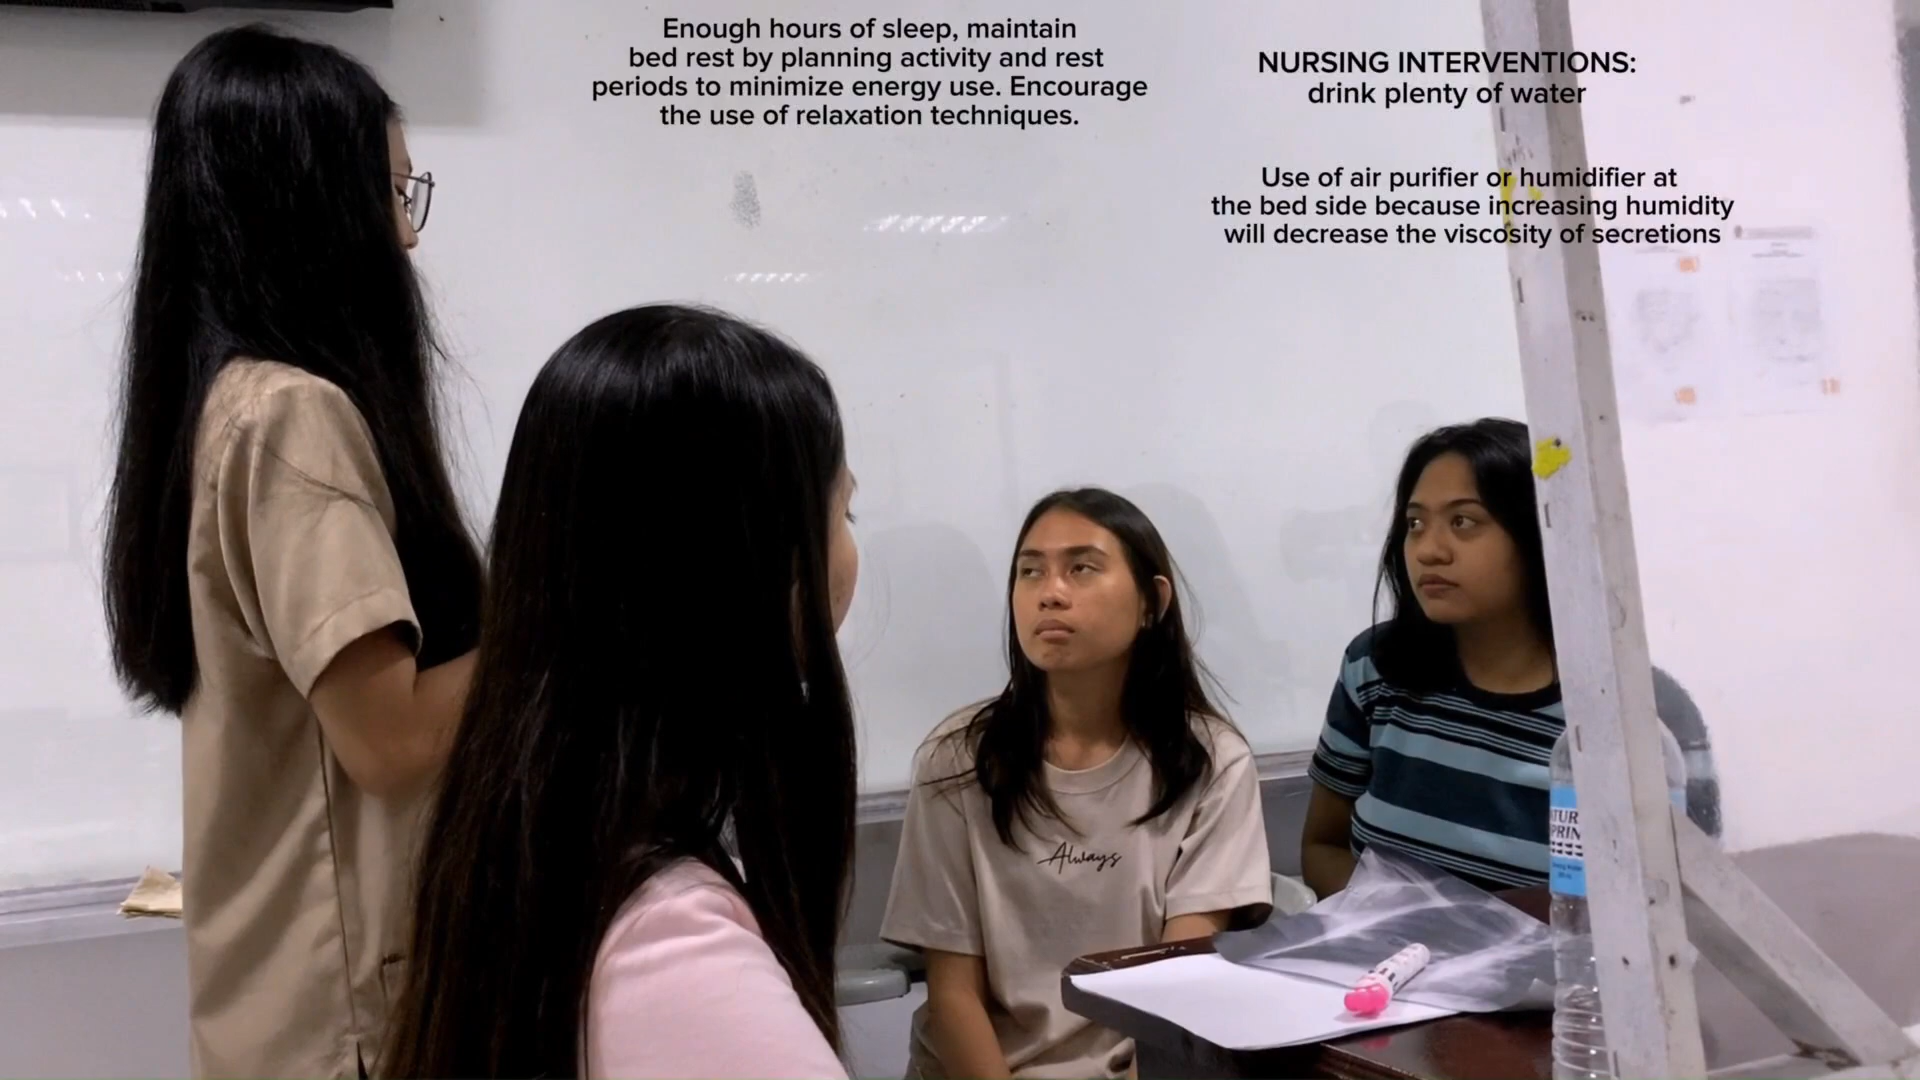 Enough hours of sleep, maintain
bed rest by planning activity and rest
periods to minimize energy use. Encourage
the use of relaxation techniques.
NURSING INTERVENTIONS:
drink plenty of water
Use of air purifier or humidifier at
the bed side because increasing humidity
will decrease the viscosity of secretions
Always